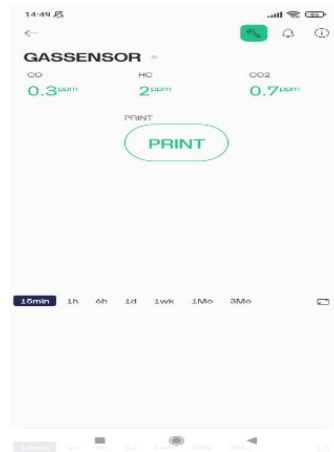 14:49
GASSENSOR
CO HC CO2
0.3ppm 2ppm 0.7ppm
PRINT
PRINT
15min 1h 6h 1d 1wk 1Mo 3Mo